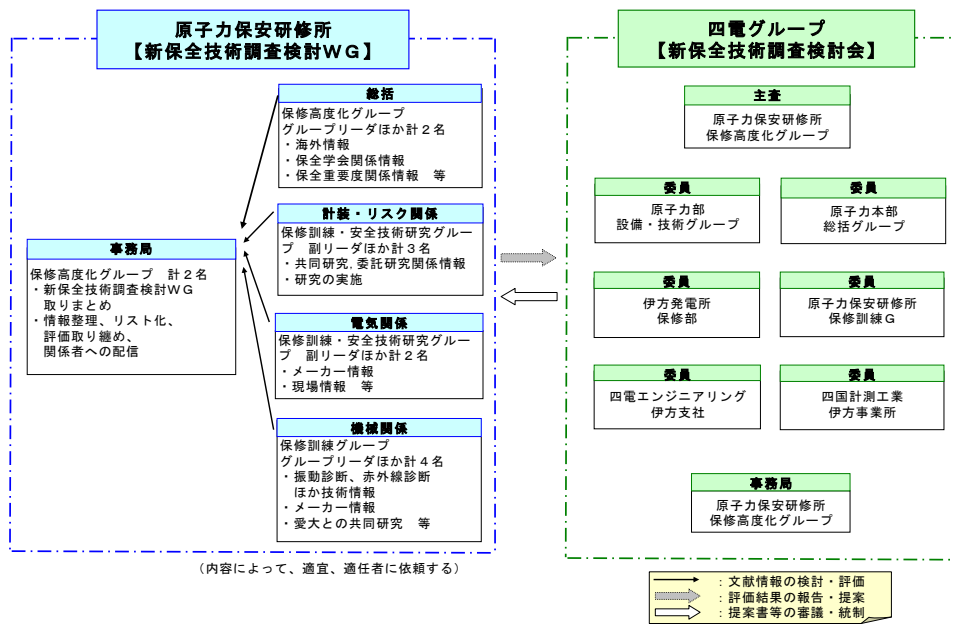 原子力保安研修所
【新保全技術調査検討WG】
総括
保修高度化グループ
グループリーダほか計2名
・海外情報
・保全学会関係情報
・保全重要度関係情報 等
計装・リスク関係
保修訓練・安全技術研究グルー
プ 副リーダほか計3名
・共同研究,委託研究関係情報
・研究の実施
事務局
保修高度化グループ 計2名
・新保全技術調査検討WG
取りまとめ
・情報整理、リスト化、
評価取り纏め、
関係者への配信
電気関係
保修訓練・安全技術研究グルー
プ 副リーダほか計2名
・メーカー情報
・現場情報 等
機械関係
保修訓練グループ
グループリーダほか計4名
・振動診断、赤外線診断
ほか技術情報
・メーカー情報
・愛大との共同研究 等
(内容によって、適宜、適任者に依頼する)
四電グループ
【新保全技術調査検討会】
主査
原子力保安研修所
保修高度化グループ
委員
原子力部
設備・技術グループ
委員
原子力本部
総括グループ
委員
伊方発電所
保修部
委員
原子力保安研修所
保修訓練G
委員
四電エンジニアリング
伊方支社
委員
四国計測工業
伊方事業所
事務局
原子力保安研修所
保修高度化グループ
:文献情報の検討・評価
:評価結果の報告・提案
:提案書等の審議・統制